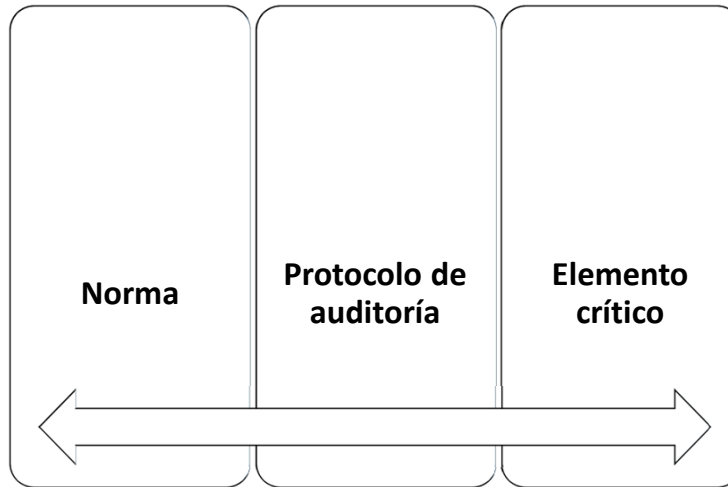 Norma
Protocolo de
auditoría
Elemento
crítico